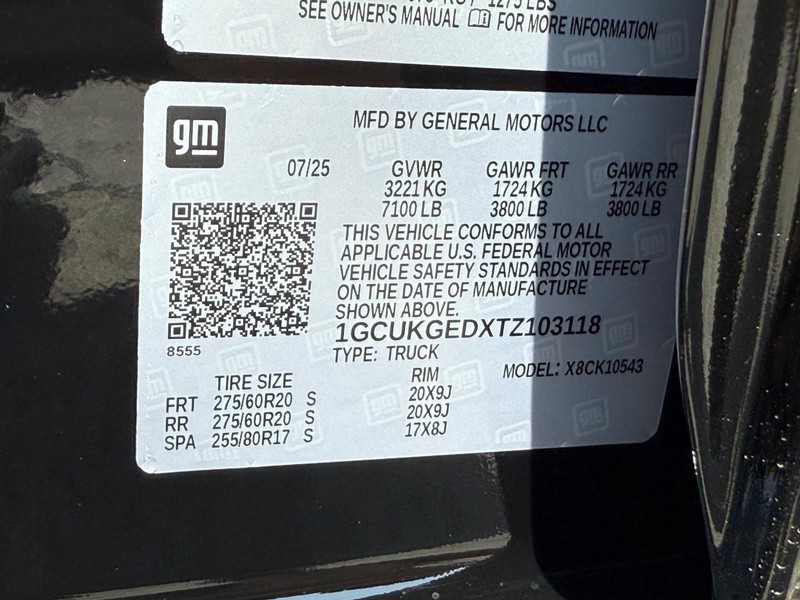 1275 LBS
SEE OWNER'S MANUAL FOR MORE INFORMATION
gm
MFD BY GENERAL MOTORS LLC
07/25 GVWR GAWR FRT GAWR RR
3221 KG 1724 KG 1724 KG
7100 LB 3800 LB 3800 LB
THIS VEHICLE CONFORMS TO ALL
APPLICABLE U.S. FEDERAL MOTOR
VEHICLE SAFETY STANDARDS IN EFFECT
ON THE DATE OF MANUFACTURE
SHOWN ABOVE.
1GCUKGEDXTZ103118
8555
TYPE: TRUCK
MODEL: X8CK10543
TIRE SIZE RIM
FRT 275/60R20 S 20X9J
RR 275/60R20 S 20X9J
SPA 255/80R17 S 17X8J